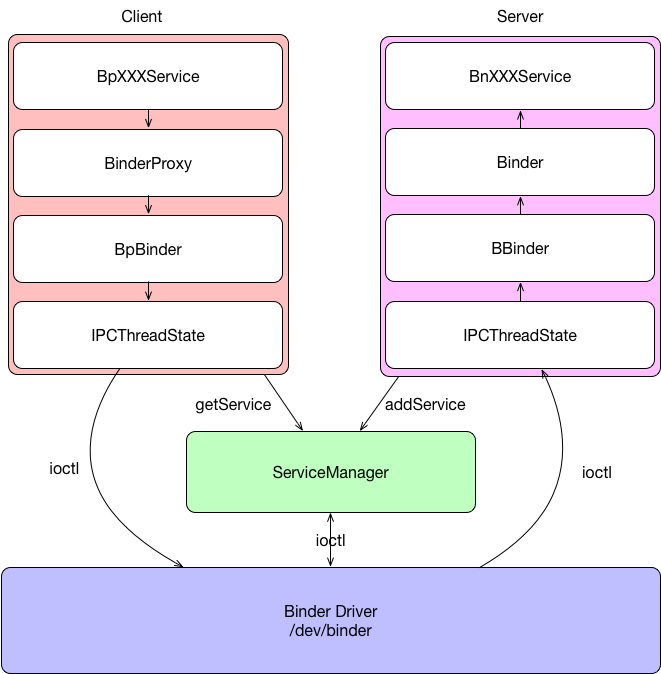 Client
Server
BpXXXService
BnXXXService
BinderProxy
Binder
BpBinder
BBinder
IPCThreadState
IPCThreadState
getService
addService
ioctl
ServiceManager
ioctl
ioctl
Binder Driver
/dev/binder